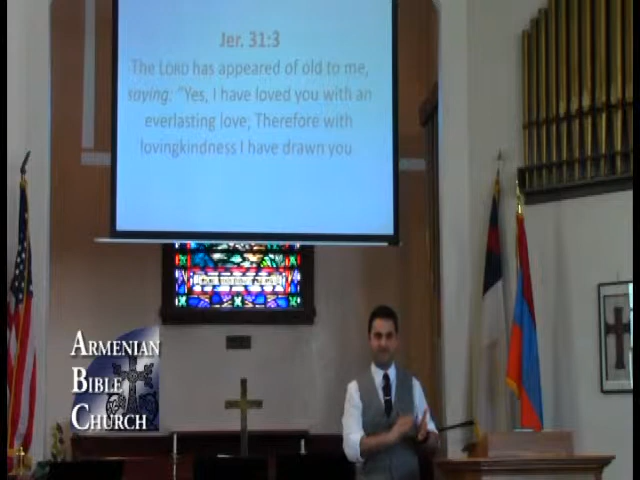 Jer. 31:3
The LORD has appeared of old to me,
saying: "Yes, I have loved you with an
everlasting love; Therefore with
lovingkindness I have drawn you
ARMENIAN
BIBLE
CHURCH